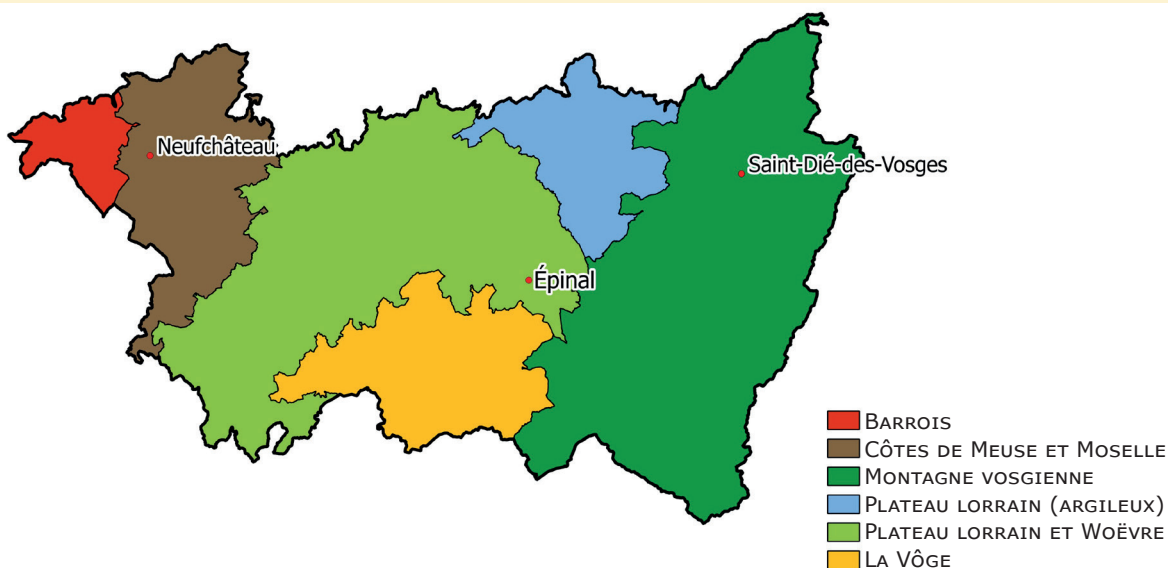 Neufchâteau
Saint-Dié-des-Vosges
Épinal
BARROIS
CÔTES DE MEUSE ET MOSELLE
MONTAGNE VOSGIENNE
PLATEAU LORRAIN (ARGILEUX)
PLATEAU LORRAIN ET WOËVRE
LA VÔGE